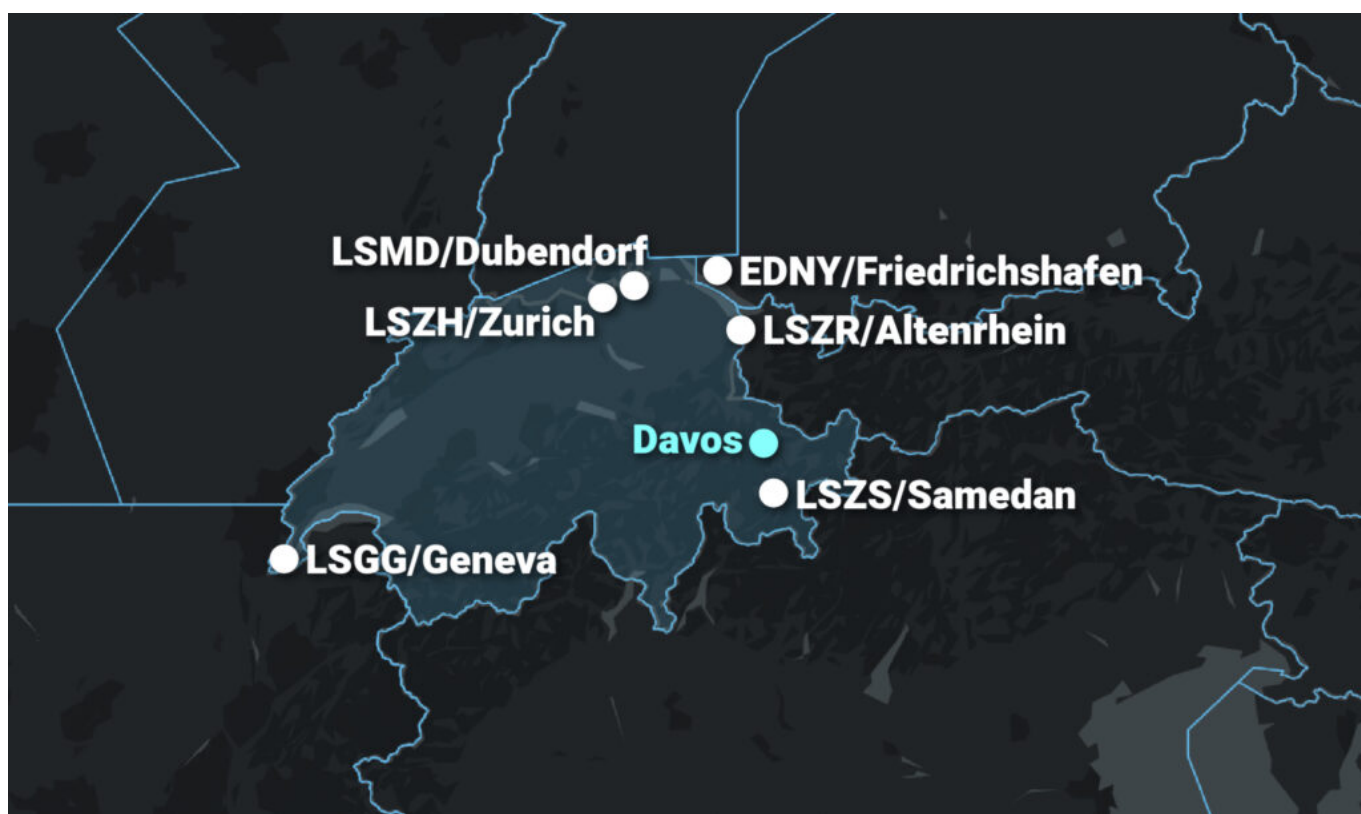 LSMD/Dubendorf
EDNY/Friedrichshafen
LSZH/Zurich
LSZR/Altenrhein
Davos
LSZS/Samedan
LSGG/Geneva